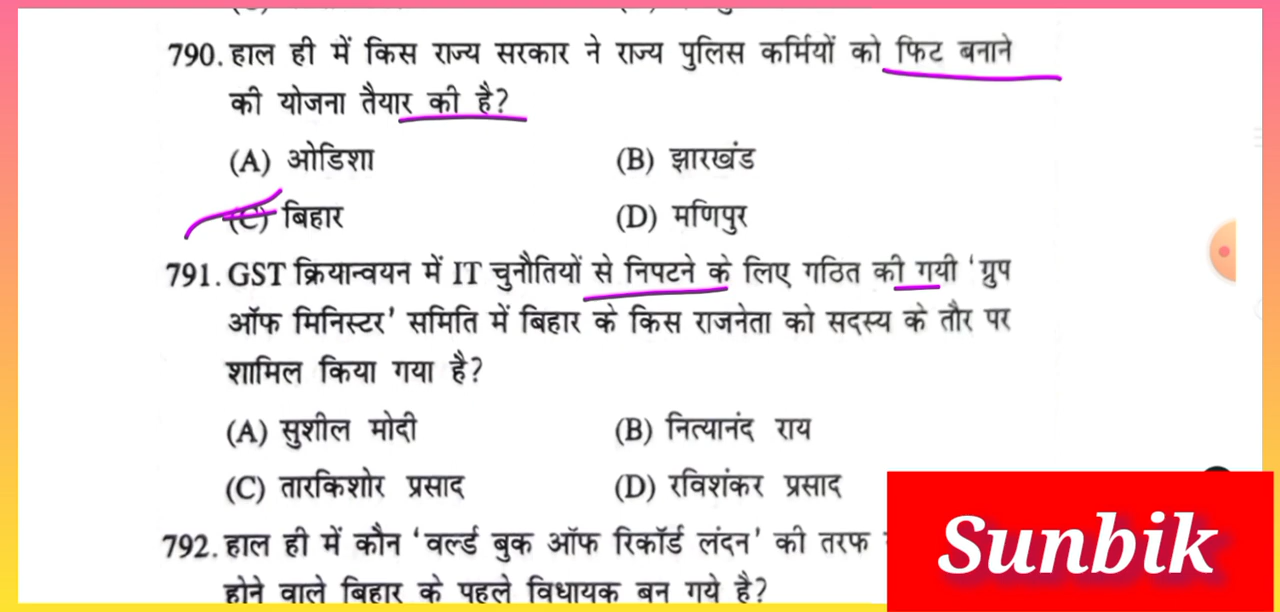 790. हाल ही में किस राज्य सरकार ने राज्य पुलिस कर्मियों को फिट बनाने
की योजना तैयार की है?
(A) ओडिशा (B) झारखंड
(C) बिहार (D) मणिपुर
791. GST क्रियान्वयन में IT चुनौतियों से निपटने के लिए गठित की गयी 'ग्रुप
ऑफ मिनिस्टर' समिति में बिहार के किस राजनेता को सदस्य के तौर पर
शामिल किया गया है?
(A) सुशील मोदी (B) नित्यानंद राय
(C) तारकिशोर प्रसाद (D) रविशंकर प्रसाद
792. हाल ही में कौन 'वर्ल्ड बुक ऑफ रिकॉर्ड लंदन' की तरफ
होने वाले बिहार के पहले विधायक बन गये है?
Sunbik